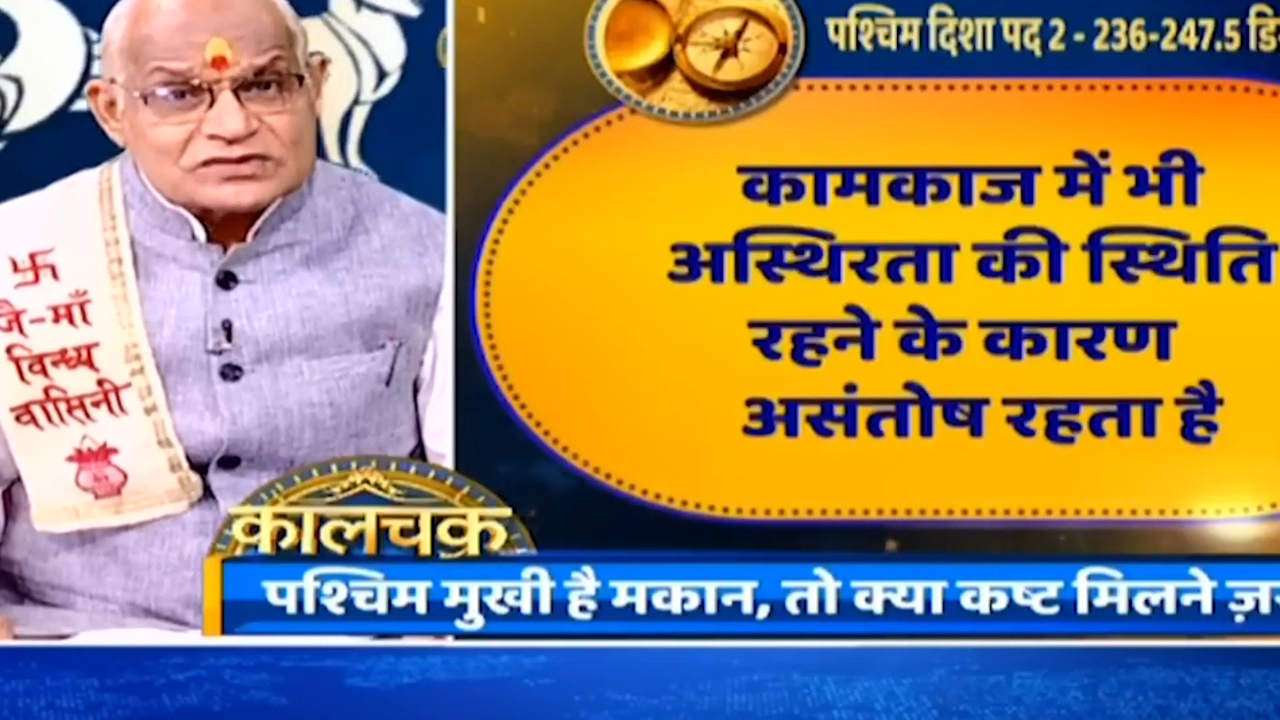 पश्चिम दिशा पद 2 - 236-247.5 डि
कामकाज में भी
अस्थिरता की स्थिति
रहने के कारण
असंतोष रहता है
जै-माँ
विन्ध्य
वासिनी
कालचक्र
पश्चिम मुखी है मकान, तो क्या कष्ट मिलने